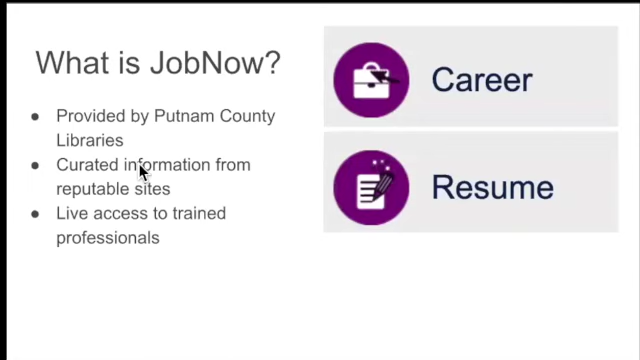 What is JobNow?
● Provided by Putnam County
Libraries
● Curated information from
reputable sites
● Live access to trained
professionals
Career
Resume